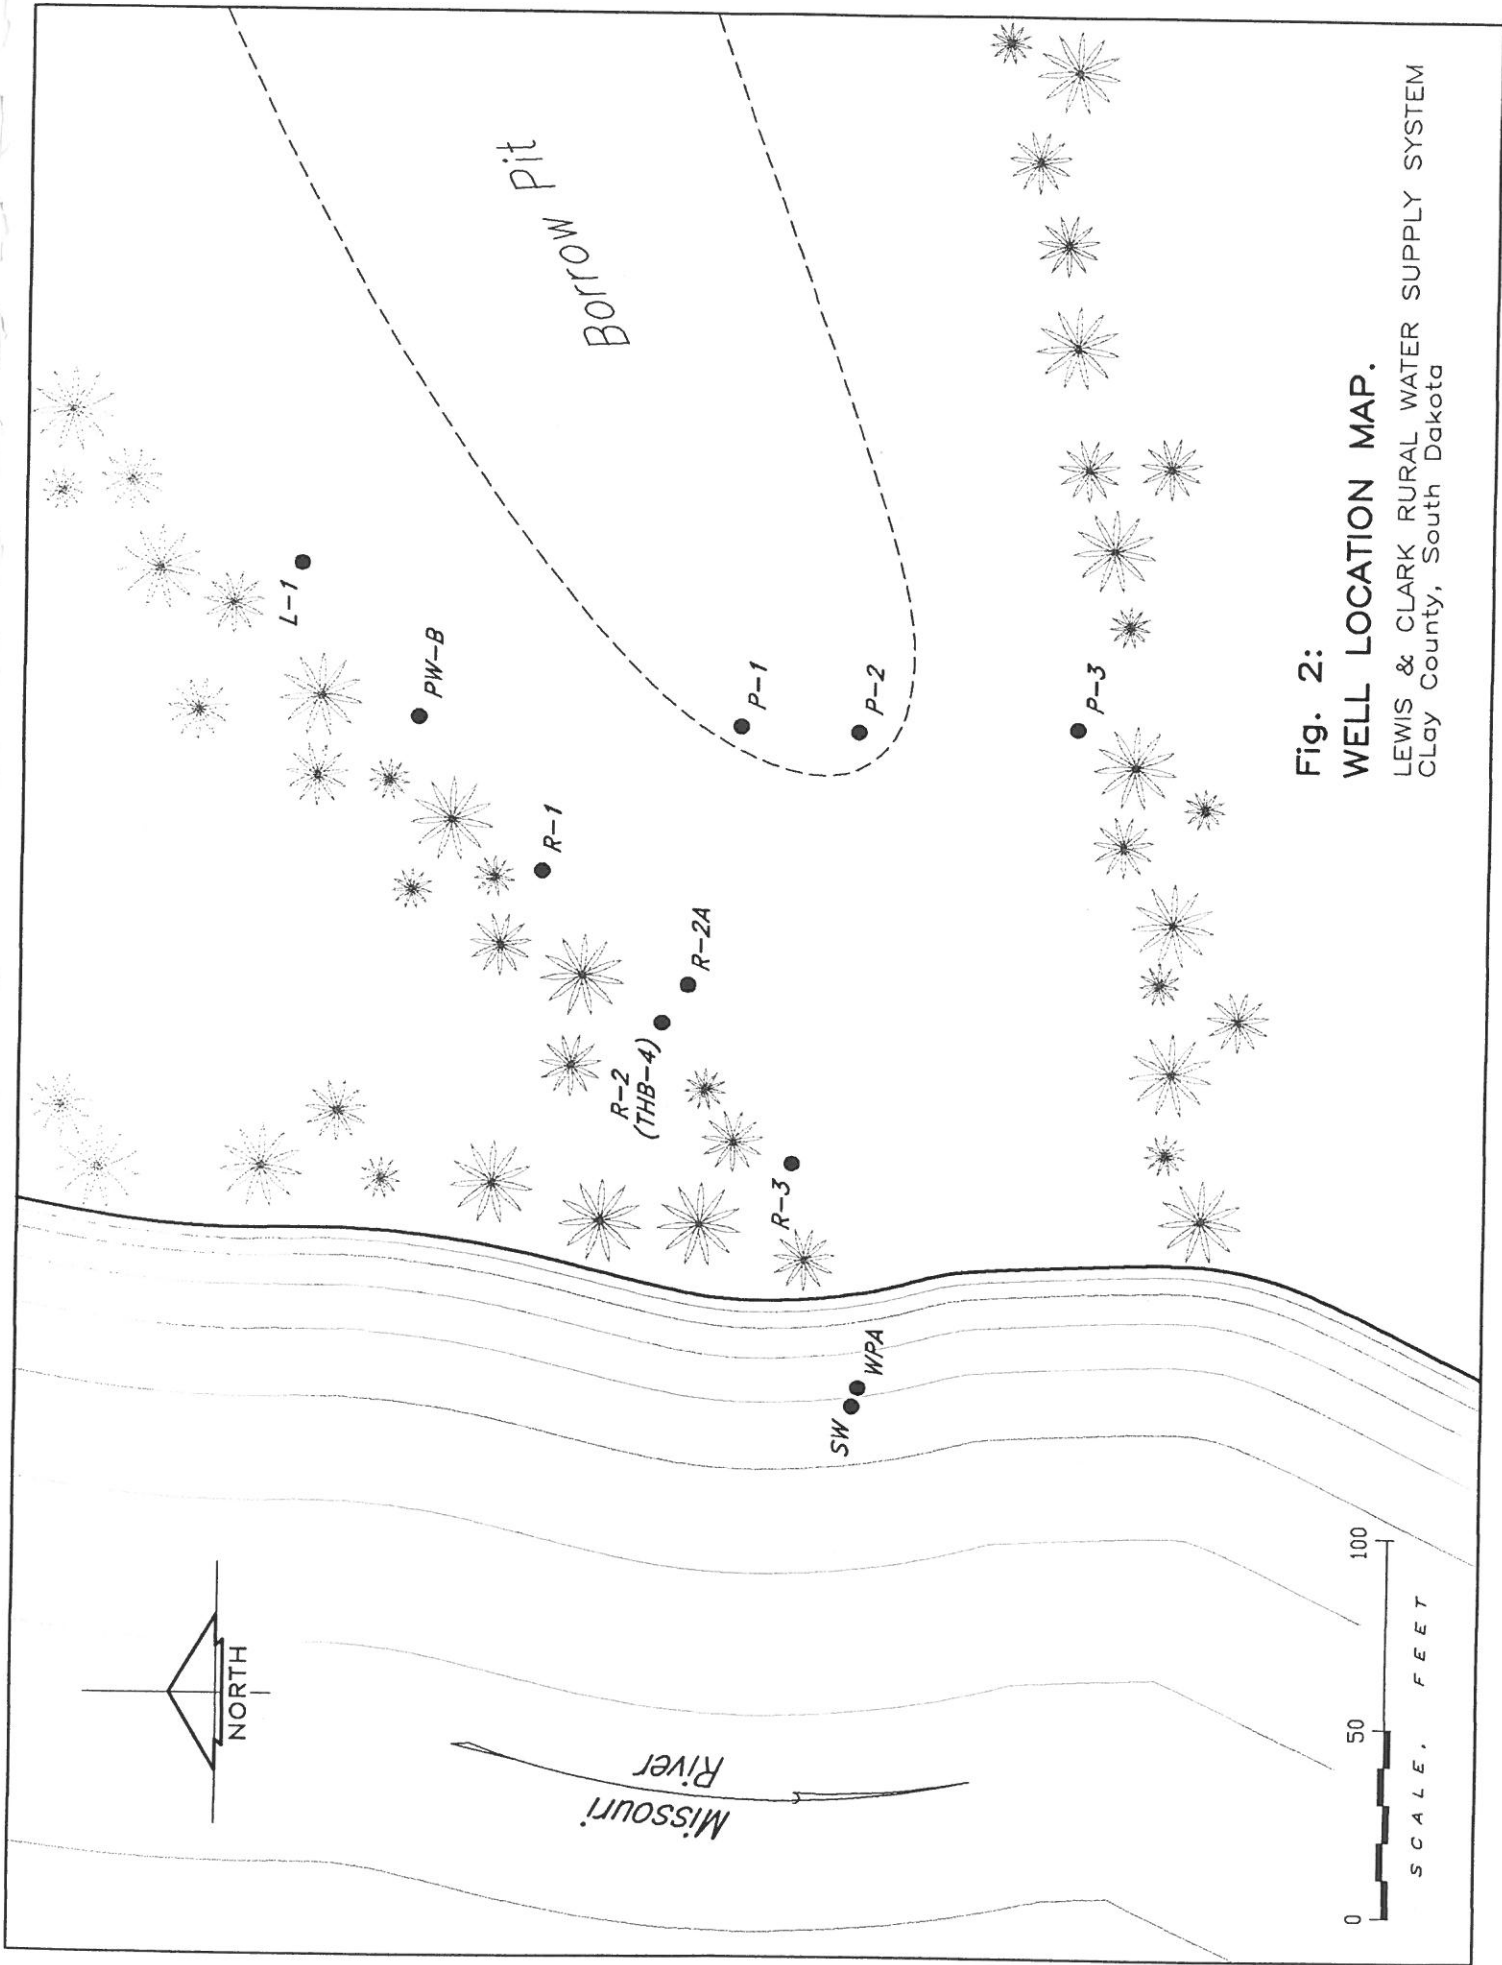 Borrow Pit
L-1
PW-B
P-1
P-2
P-3
R-1
R-2A
R-2
(THB-4)
R-3
WPA
SW
NORTH
Missouri
River
0 50 100
SCALE, FEET
Fig. 2:
WELL LOCATION MAP.
LEWIS & CLARK RURAL WATER SUPPLY SYSTEM
CLay County, South Dakota